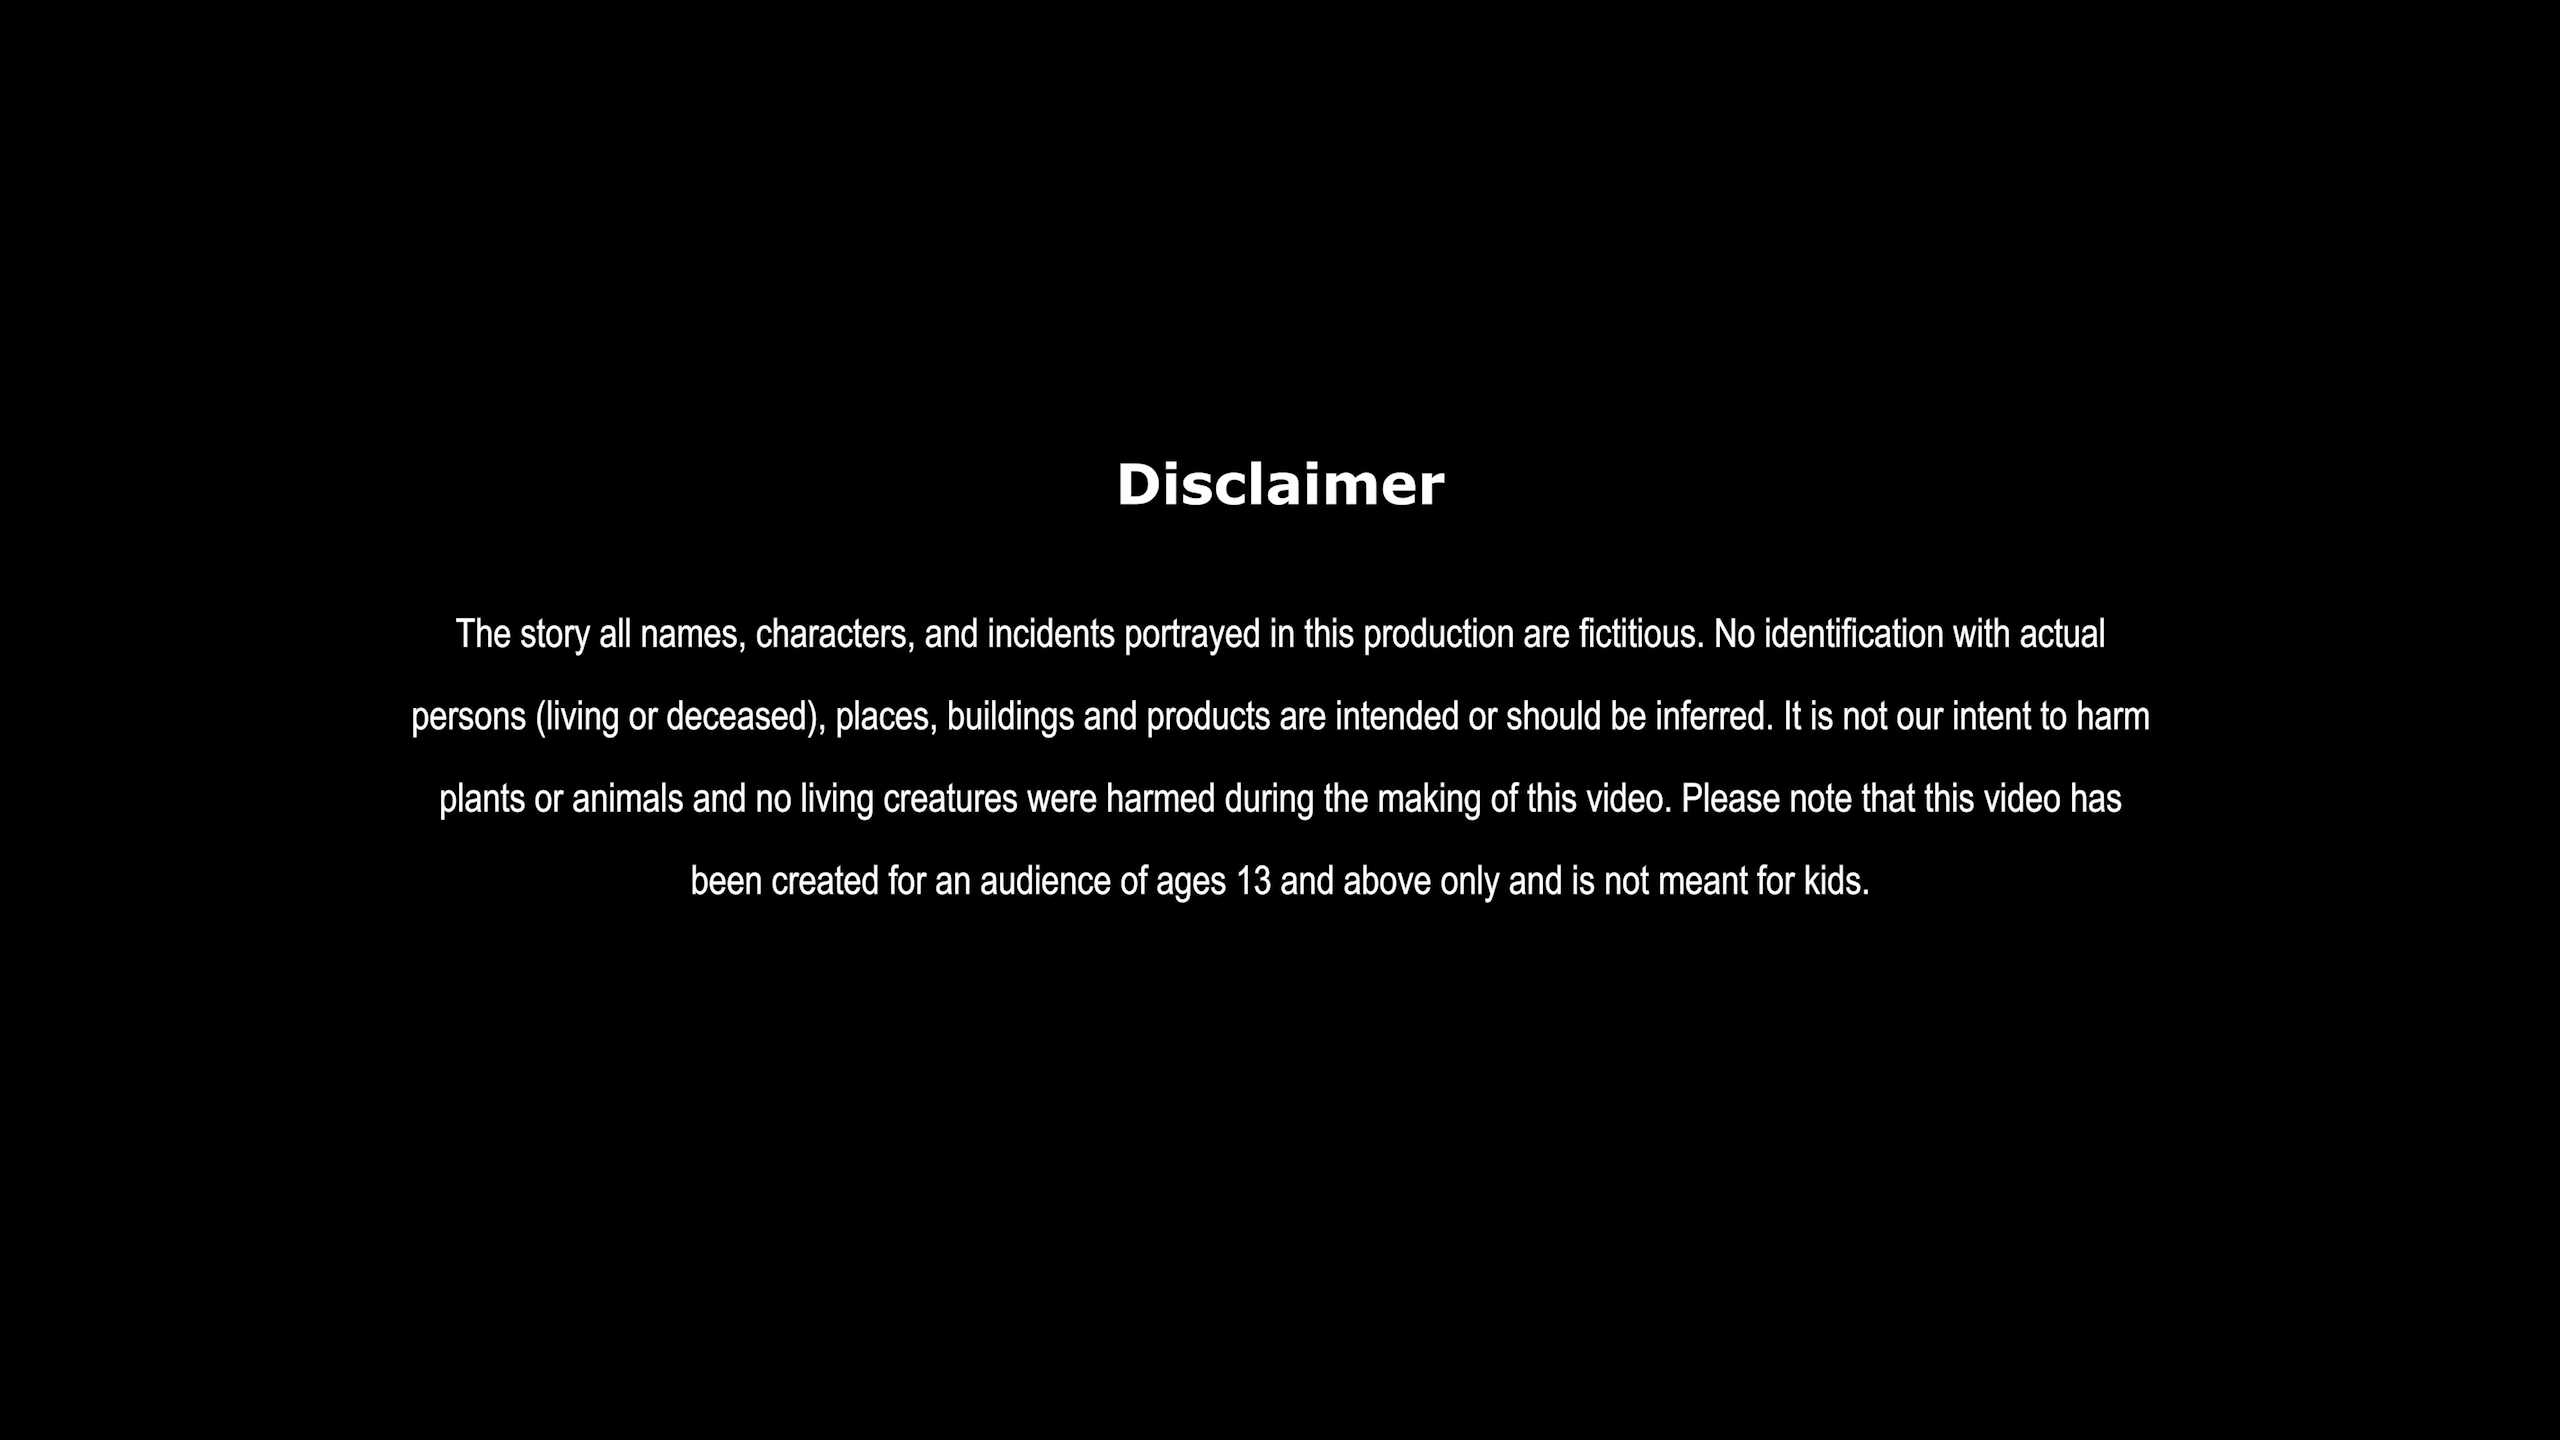 Disclaimer
The story all names, characters, and incidents portrayed in this production are fictitious. No identification with actual
persons (living or deceased), places, buildings and products are intended or should be inferred. It is not our intent to harm
plants or animals and no living creatures were harmed during the making of this video. Please note that this video has
been created for an audience of ages 13 and above only and is not meant for kids.